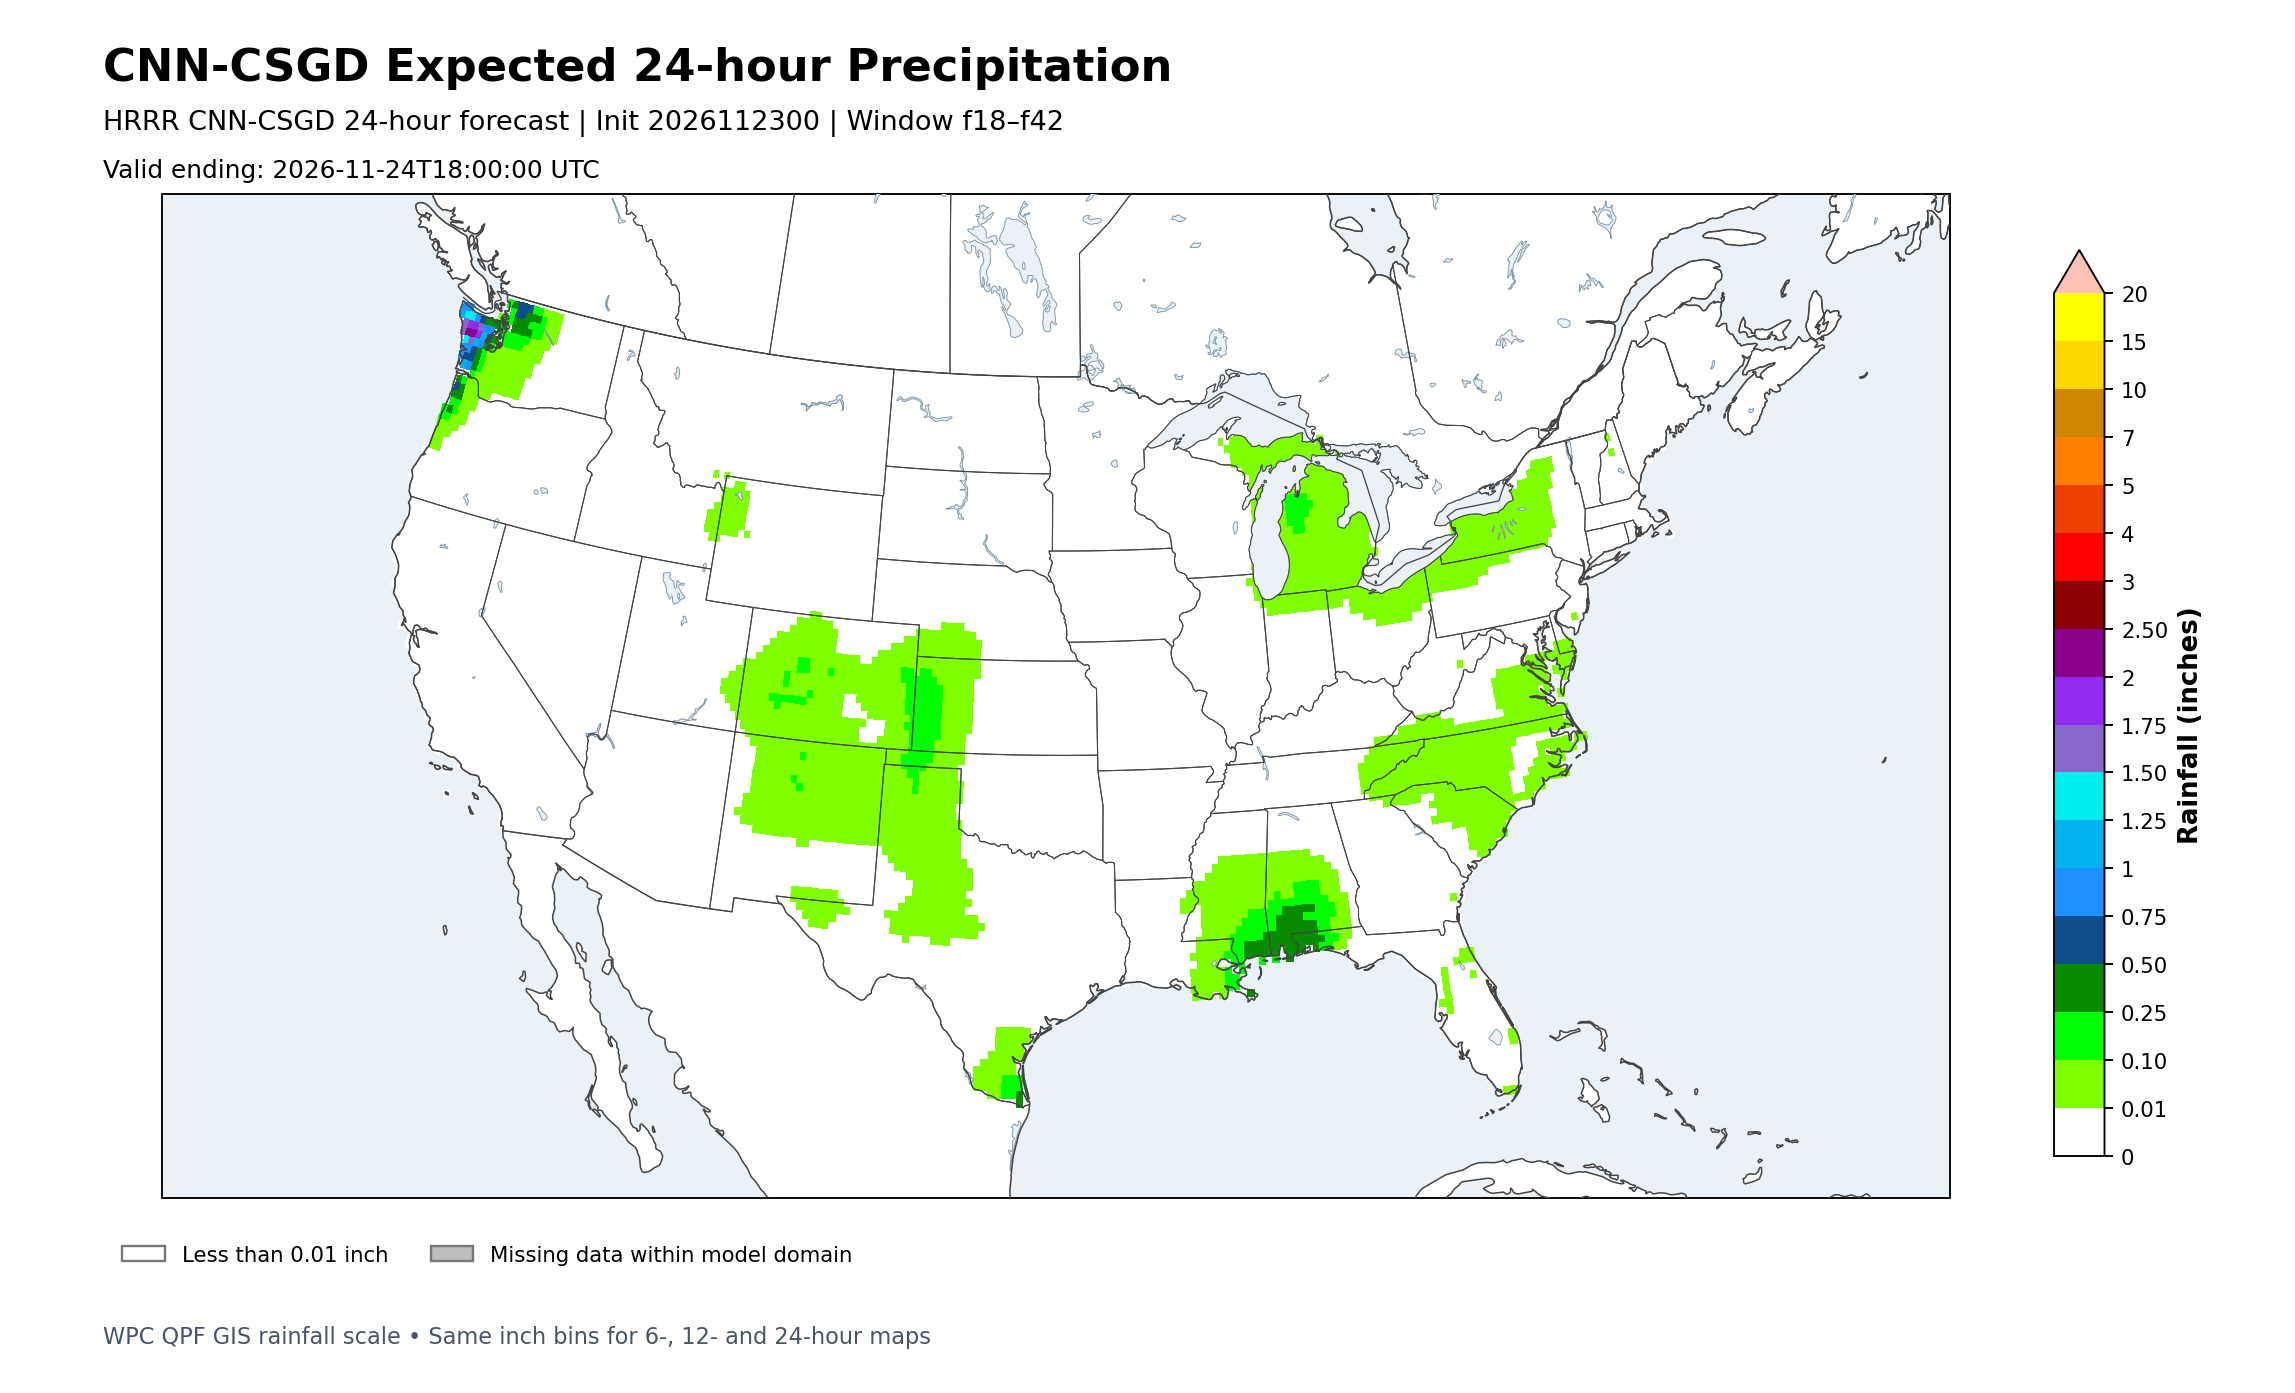 CNN-CSGD Expected 24-hour Precipitation
HRRR CNN-CSGD 24-hour forecast | Init 2026112300 | Window f18–f42
Valid ending: 2026-11-24T18:00:00 UTC
20
15
10
7
5
4
3
2.50
2
1.75
1.50
1.25
1
0.75
0.50
0.25
0.10
0.01
0
Rainfall (inches)
Less than 0.01 inch
Missing data within model domain
WPC QPF GIS rainfall scale • Same inch bins for 6-, 12- and 24-hour maps